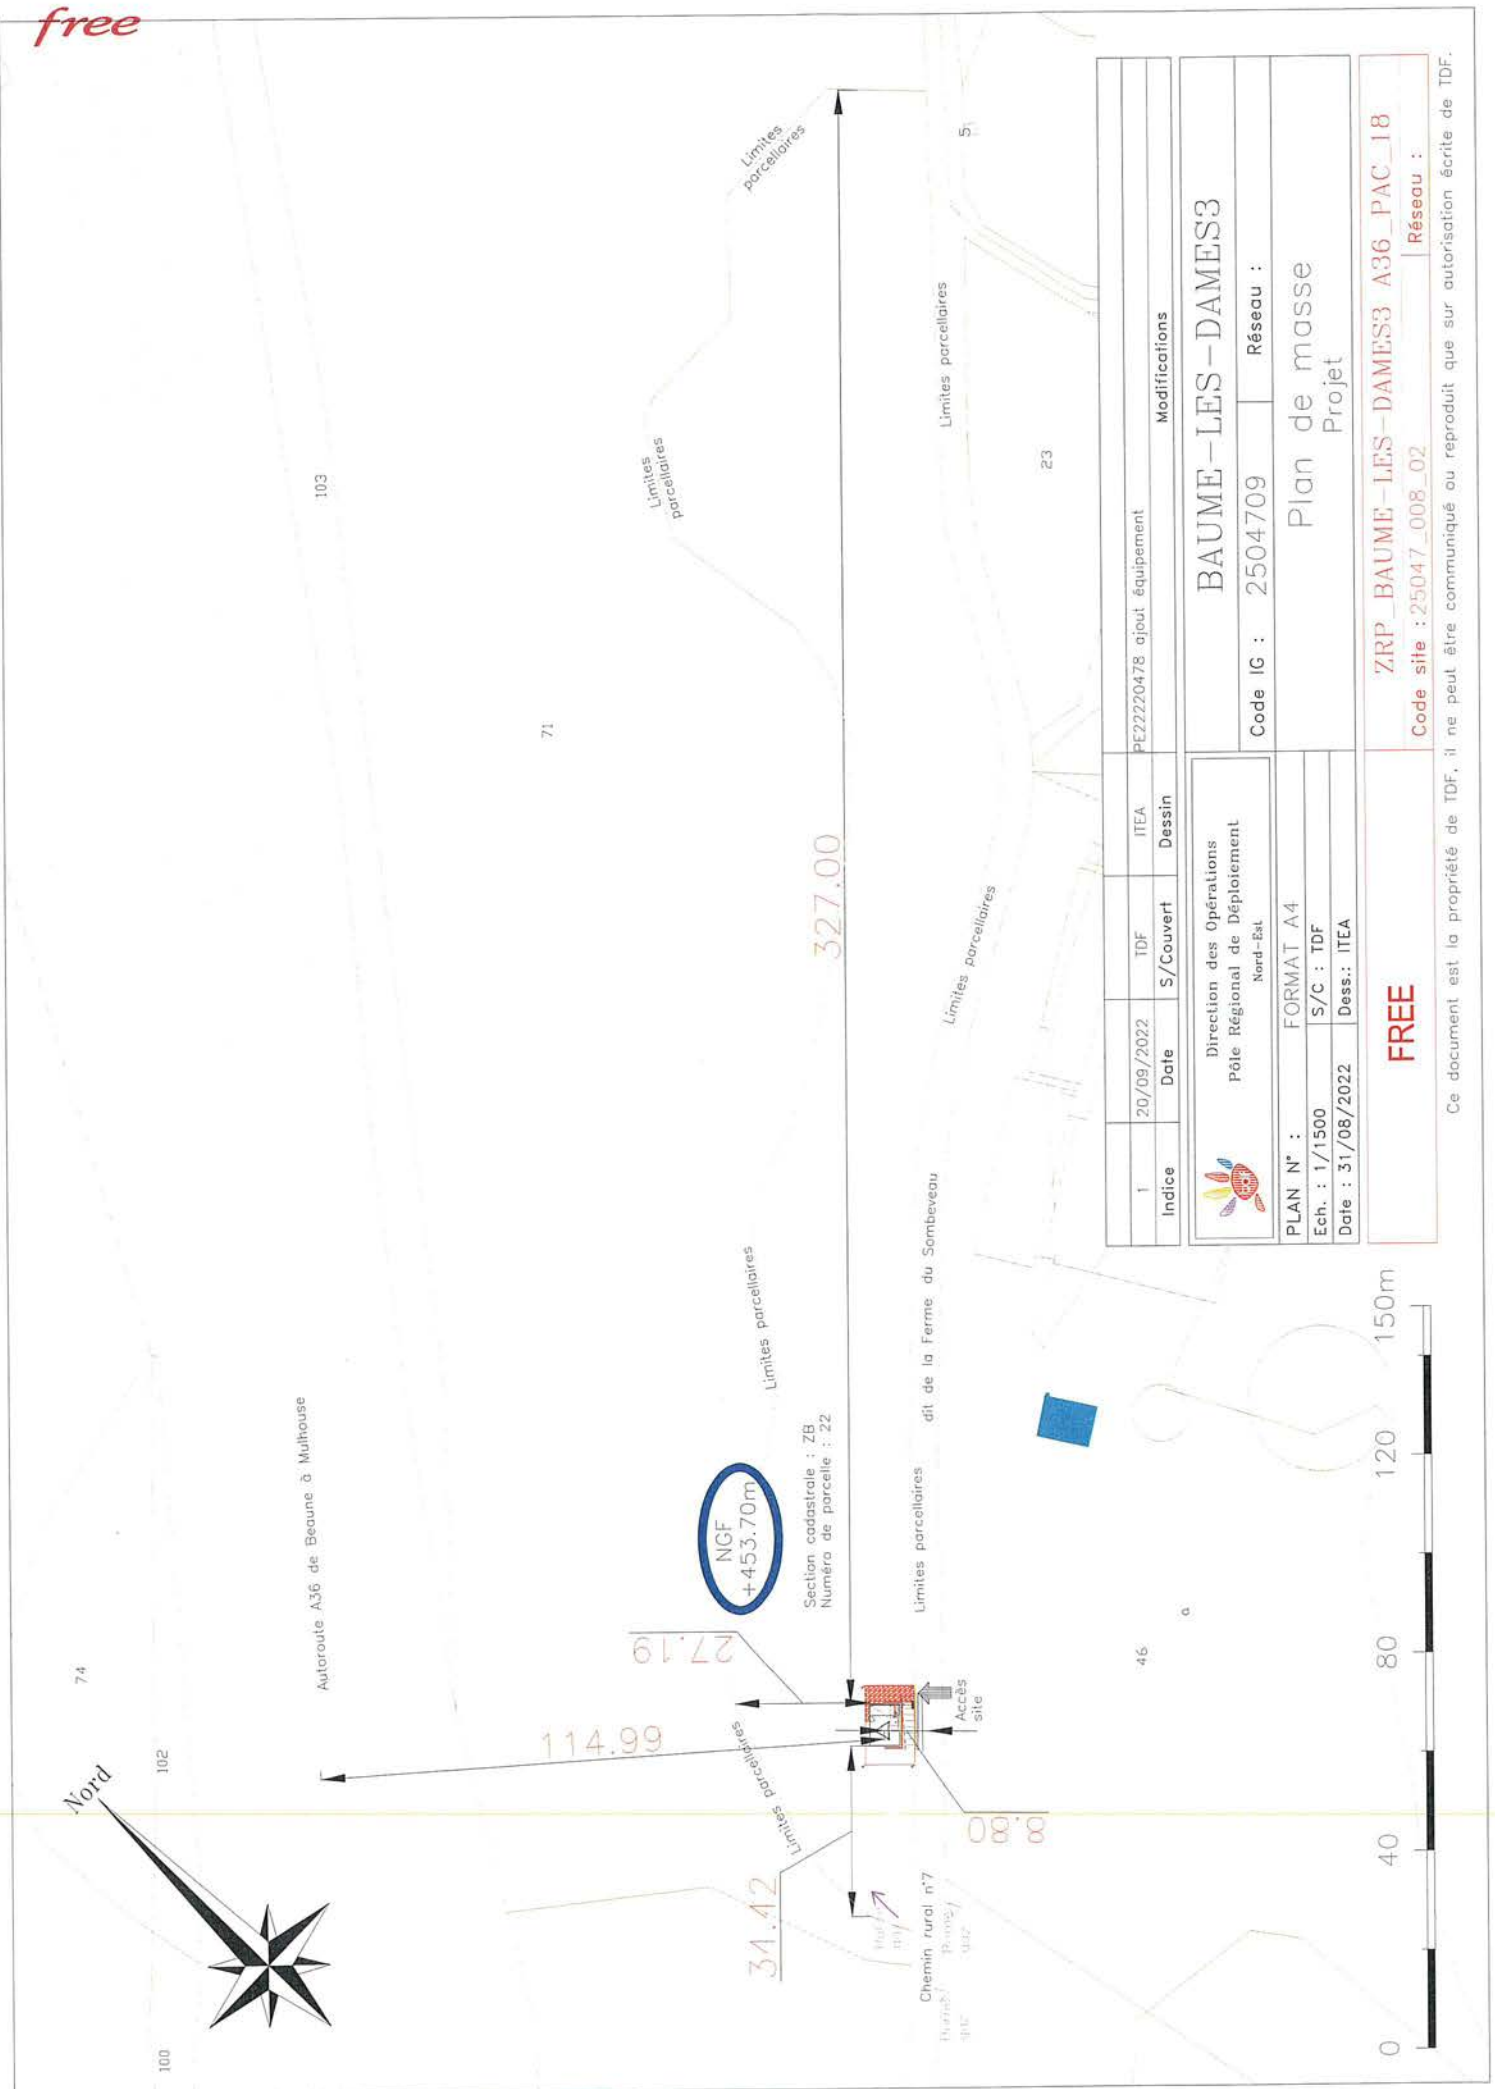 free
74
102
100
103
71
Nord
Autoroute A36 de Beaune à Mulhouse
114.99
27.19
NGF
+453.70m
Section cadastrale : ZB
Numéro de parcelle : 22
Limites parcellaires
Limites parcellaires
34.42
327.00
Limites
parcellaires
Limites
parcellaires
Limites parcellaires
Limites parcellaires
Limites parcellaires
dit de la Ferme du Sombeveau
Chemin rural n°7
8.80
Accès
site
5
23
46
a
0
40
80
120
150m
1
20/09/2022
TDF
ITEA
PE22220478 ajout équipement
Indice
Date
S/Couvert
Dessin
Modifications
Direction des Opérations
Pôle Régional de Déploiement
Nord-Est
BAUME-LES-DAMES3
Code IG : 2504709
Réseau :
PLAN N° :
FORMAT A4
Ech. : 1/1500
S/C : TDF
Date : 31/08/2022
Dess.: ITEA
Plan de masse
Projet
FREE
ZRP_BAUME-LES-DAMES3 A36_PAC_18
Code site : 25047_008_02
Réseau :
Ce document est la propriété de TDF, il ne peut être communiqué ou reproduit que sur autorisation écrite de TDF.